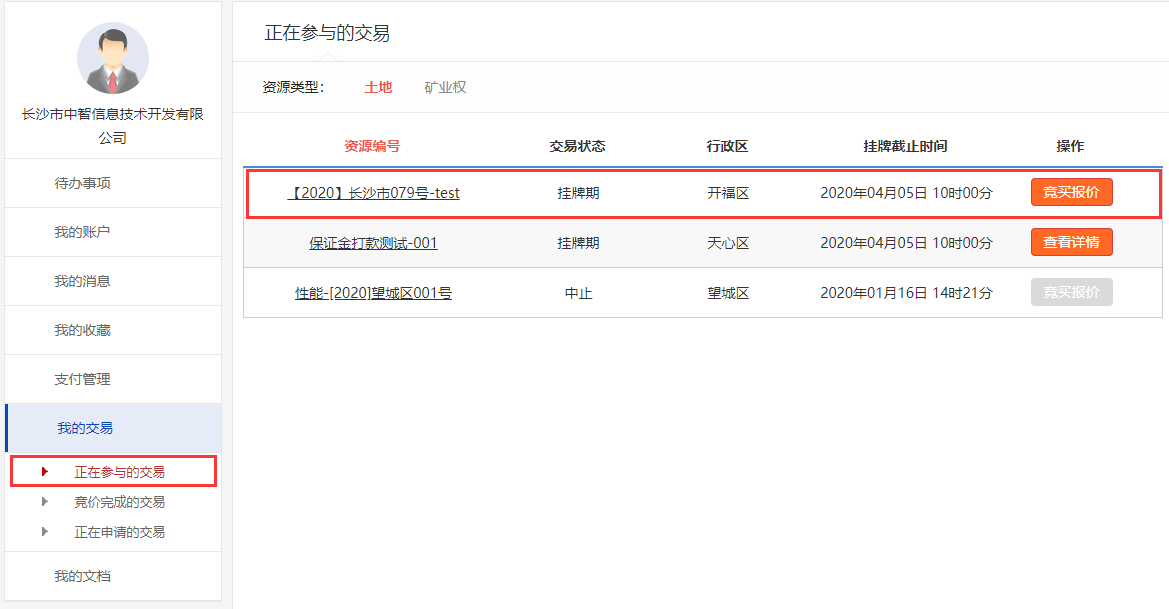 长沙市中智信息技术开发有限
公司
待办事项
我的账户
我的消息
我的收藏
支付管理
我的交易
正在参与的交易
竞价完成的交易
正在申请的交易
我的文档
正在参与的交易
资源类型： 土地 矿业权
资源编号 交易状态 行政区 挂牌截止时间 操作
【2020】长沙市079号-test 挂牌期 开福区 2020年04月05日 10时00分 竞买报价
保证金打款测试-001 挂牌期 天心区 2020年04月05日 10时00分 查看详情
性能-[2020]望城区001号 中止 望城区 2020年01月16日 14时21分 竞买报价